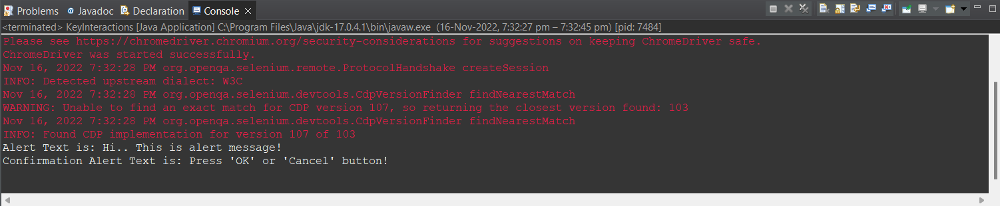 Problems @ Javadoc Declaration Console
<terminated> KeyInteractions [Java Application] C:\Program Files\Java\jdk-17.0.4.1\bin\javaw.exe (16-Nov-2022, 7:32:27 pm – 7:32:45 pm) [pid: 7484]
Please see https://chromedriver.chromium.org/security-considerations for suggestions on keeping ChromeDriver safe.
ChromeDriver was started successfully.
Nov 16, 2022 7:32:28 PM org.openqa.selenium.remote.ProtocolHandshake createSession
INFO: Detected upstream dialect: W3C
Nov 16, 2022 7:32:28 PM org.openqa.selenium.devtools.CdpVersionFinder findNearestMatch
WARNING: Unable to find an exact match for CDP version 107, so returning the closest version found: 103
Nov 16, 2022 7:32:28 PM org.openqa.selenium.devtools.CdpVersionFinder findNearestMatch
INFO: Found CDP implementation for version 107 of 103
Alert Text is: Hi.. This is alert message!
Confirmation Alert Text is: Press 'OK' or 'Cancel' button!